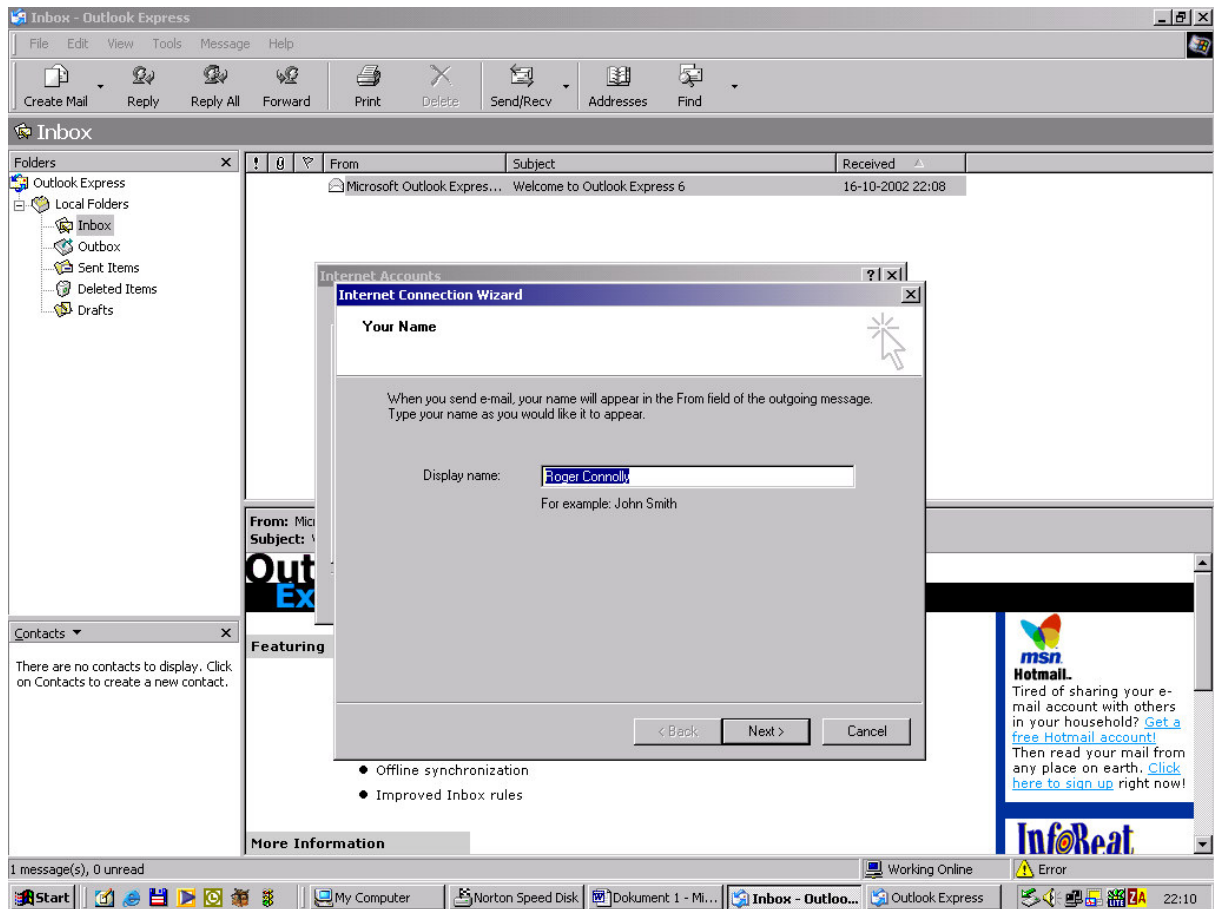 Inbox - Outlook Express
File Edit View Tools Message Help
Create Mail Reply Reply All Forward Print Delete Send/Recv Addresses Find
Inbox
Folders
Outlook Express
Local Folders
Inbox
Outbox
Sent Items
Deleted Items
Drafts
! From Subject Received
Microsoft Outlook Expres... Welcome to Outlook Express 6 16-10-2002 22:08
Internet Accounts
Internet Connection Wizard
Your Name
When you send e-mail, your name will appear in the From field of the outgoing message.
Type your name as you would like it to appear.
Display name: Roger Connolly
For example: John Smith
< Back Next > Cancel
From: Mic
Subject:
Out
Ex
Featuring
• Offline synchronization
• Improved Inbox rules
More Information
msn
Hotmail.
Tired of sharing your e-
mail account with others
in your household? Get a
free Hotmail account!
Then read your mail from
any place on earth. Click
here to sign up right now!
InfoBeat
Contacts
There are no contacts to display. Click
on Contacts to create a new contact.
1 message(s), 0 unread Working Online Error
Start My Computer Norton Speed Disk Dokument 1 - Mi... Inbox - Outloo... Outlook Express ZA 22:10